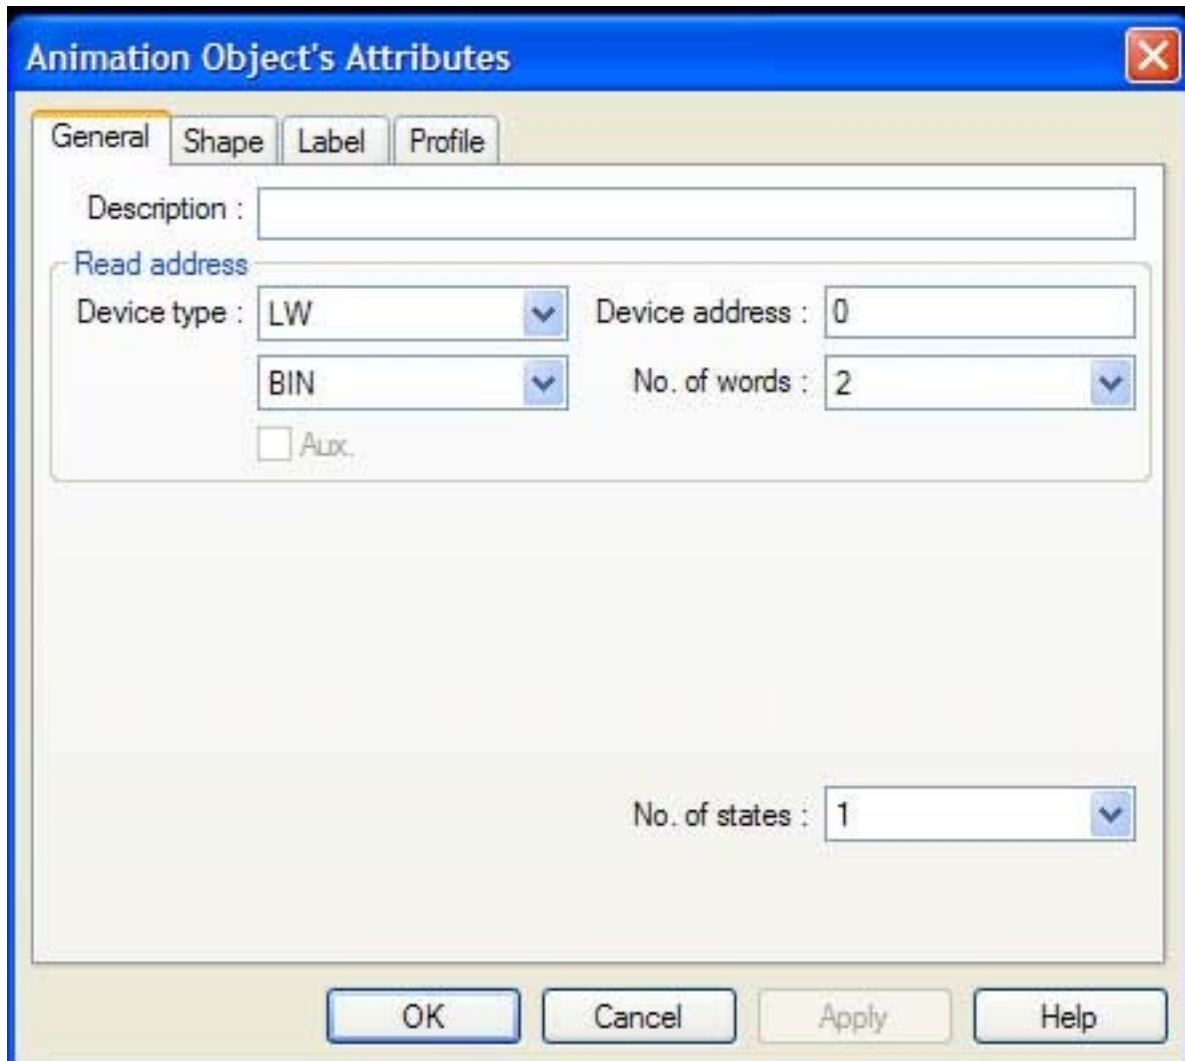 Animation Object's Attributes
General Shape Label Profile
Description :
Read address
Device type : LW Device address : 0
BIN No. of words : 2
Aux.
No. of states : 1
OK Cancel Apply Help